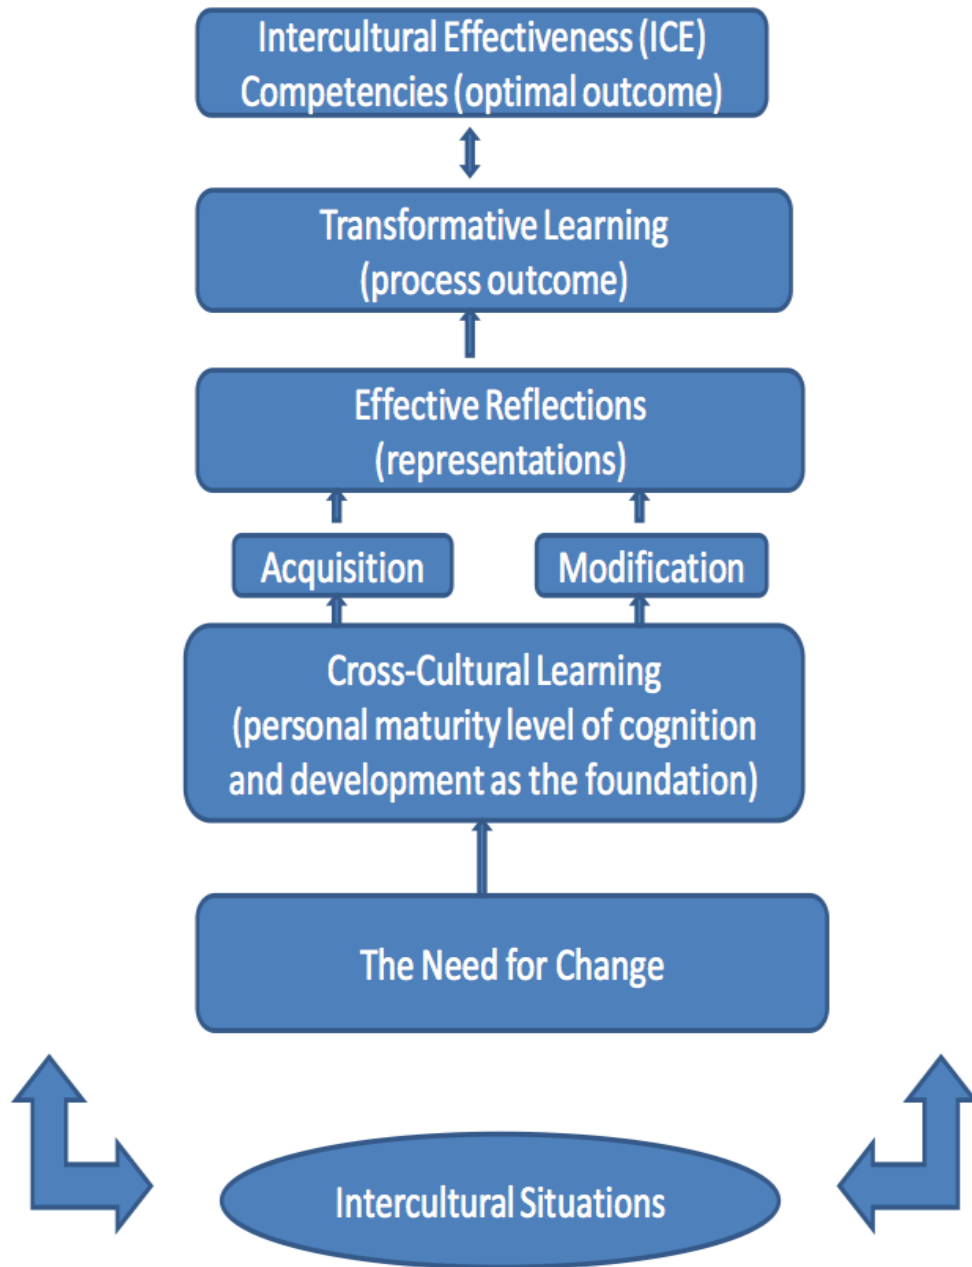 Intercultural Effectiveness (ICE)
Competencies (optimal outcome)
Transformative Learning
(process outcome)
Effective Reflections
(representations)
Acquisition
Modification
Cross-Cultural Learning
(personal maturity level of cognition
and development as the foundation)
The Need for Change
Intercultural Situations